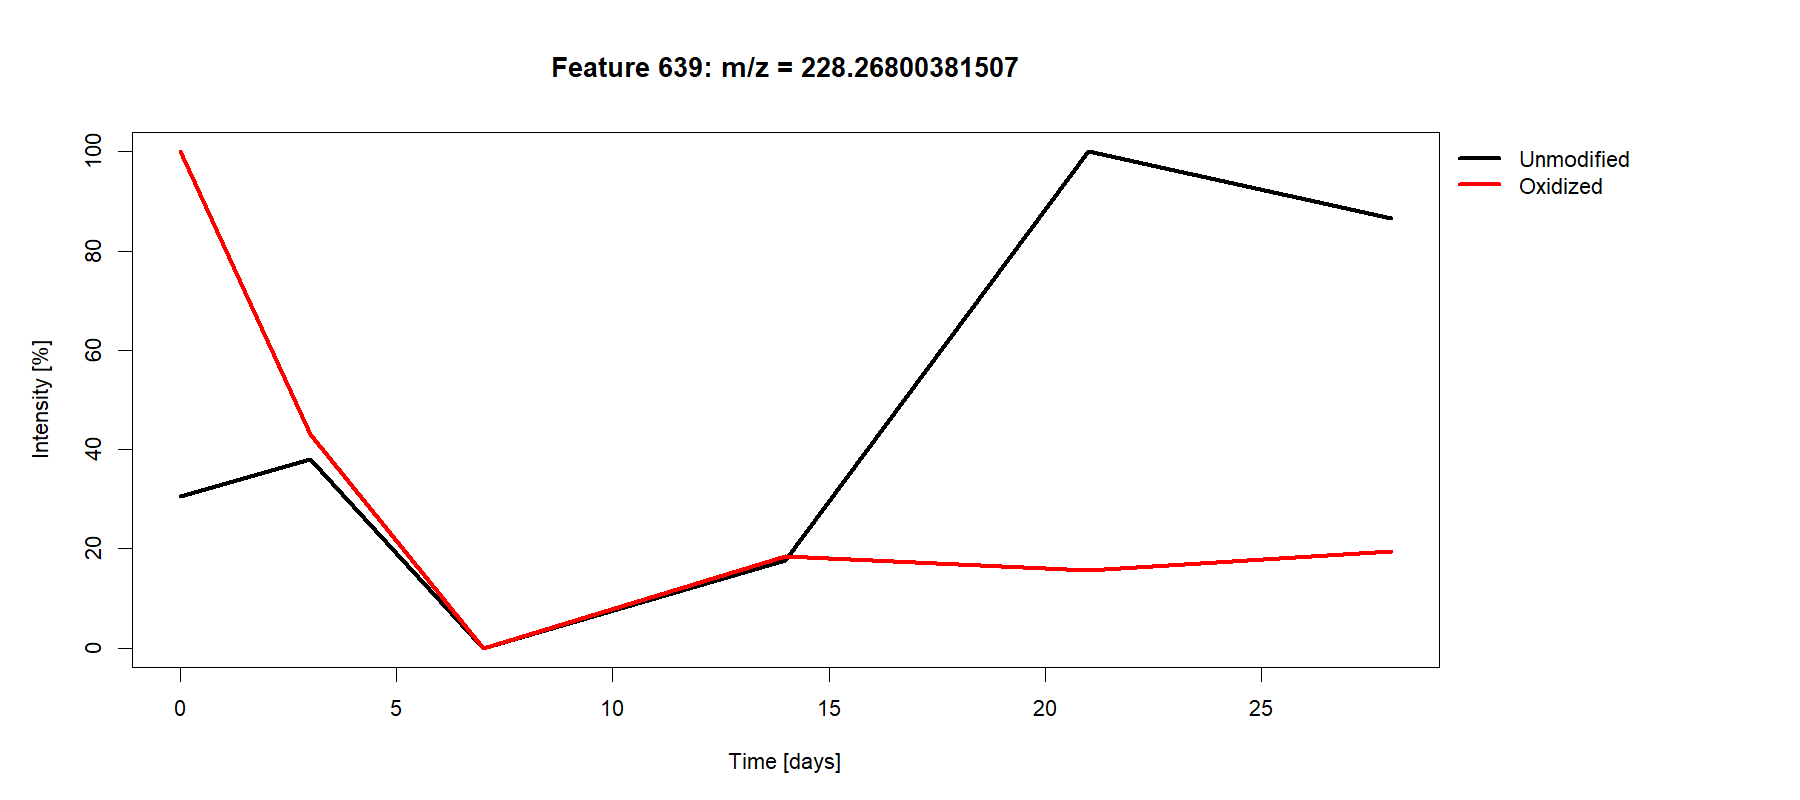 Feature 639: m/z = 228.26800381507
Unmodified
Oxidized
100
80
60
40
20
0
Intensity [%]
0 5 10 15 20 25
Time [days]